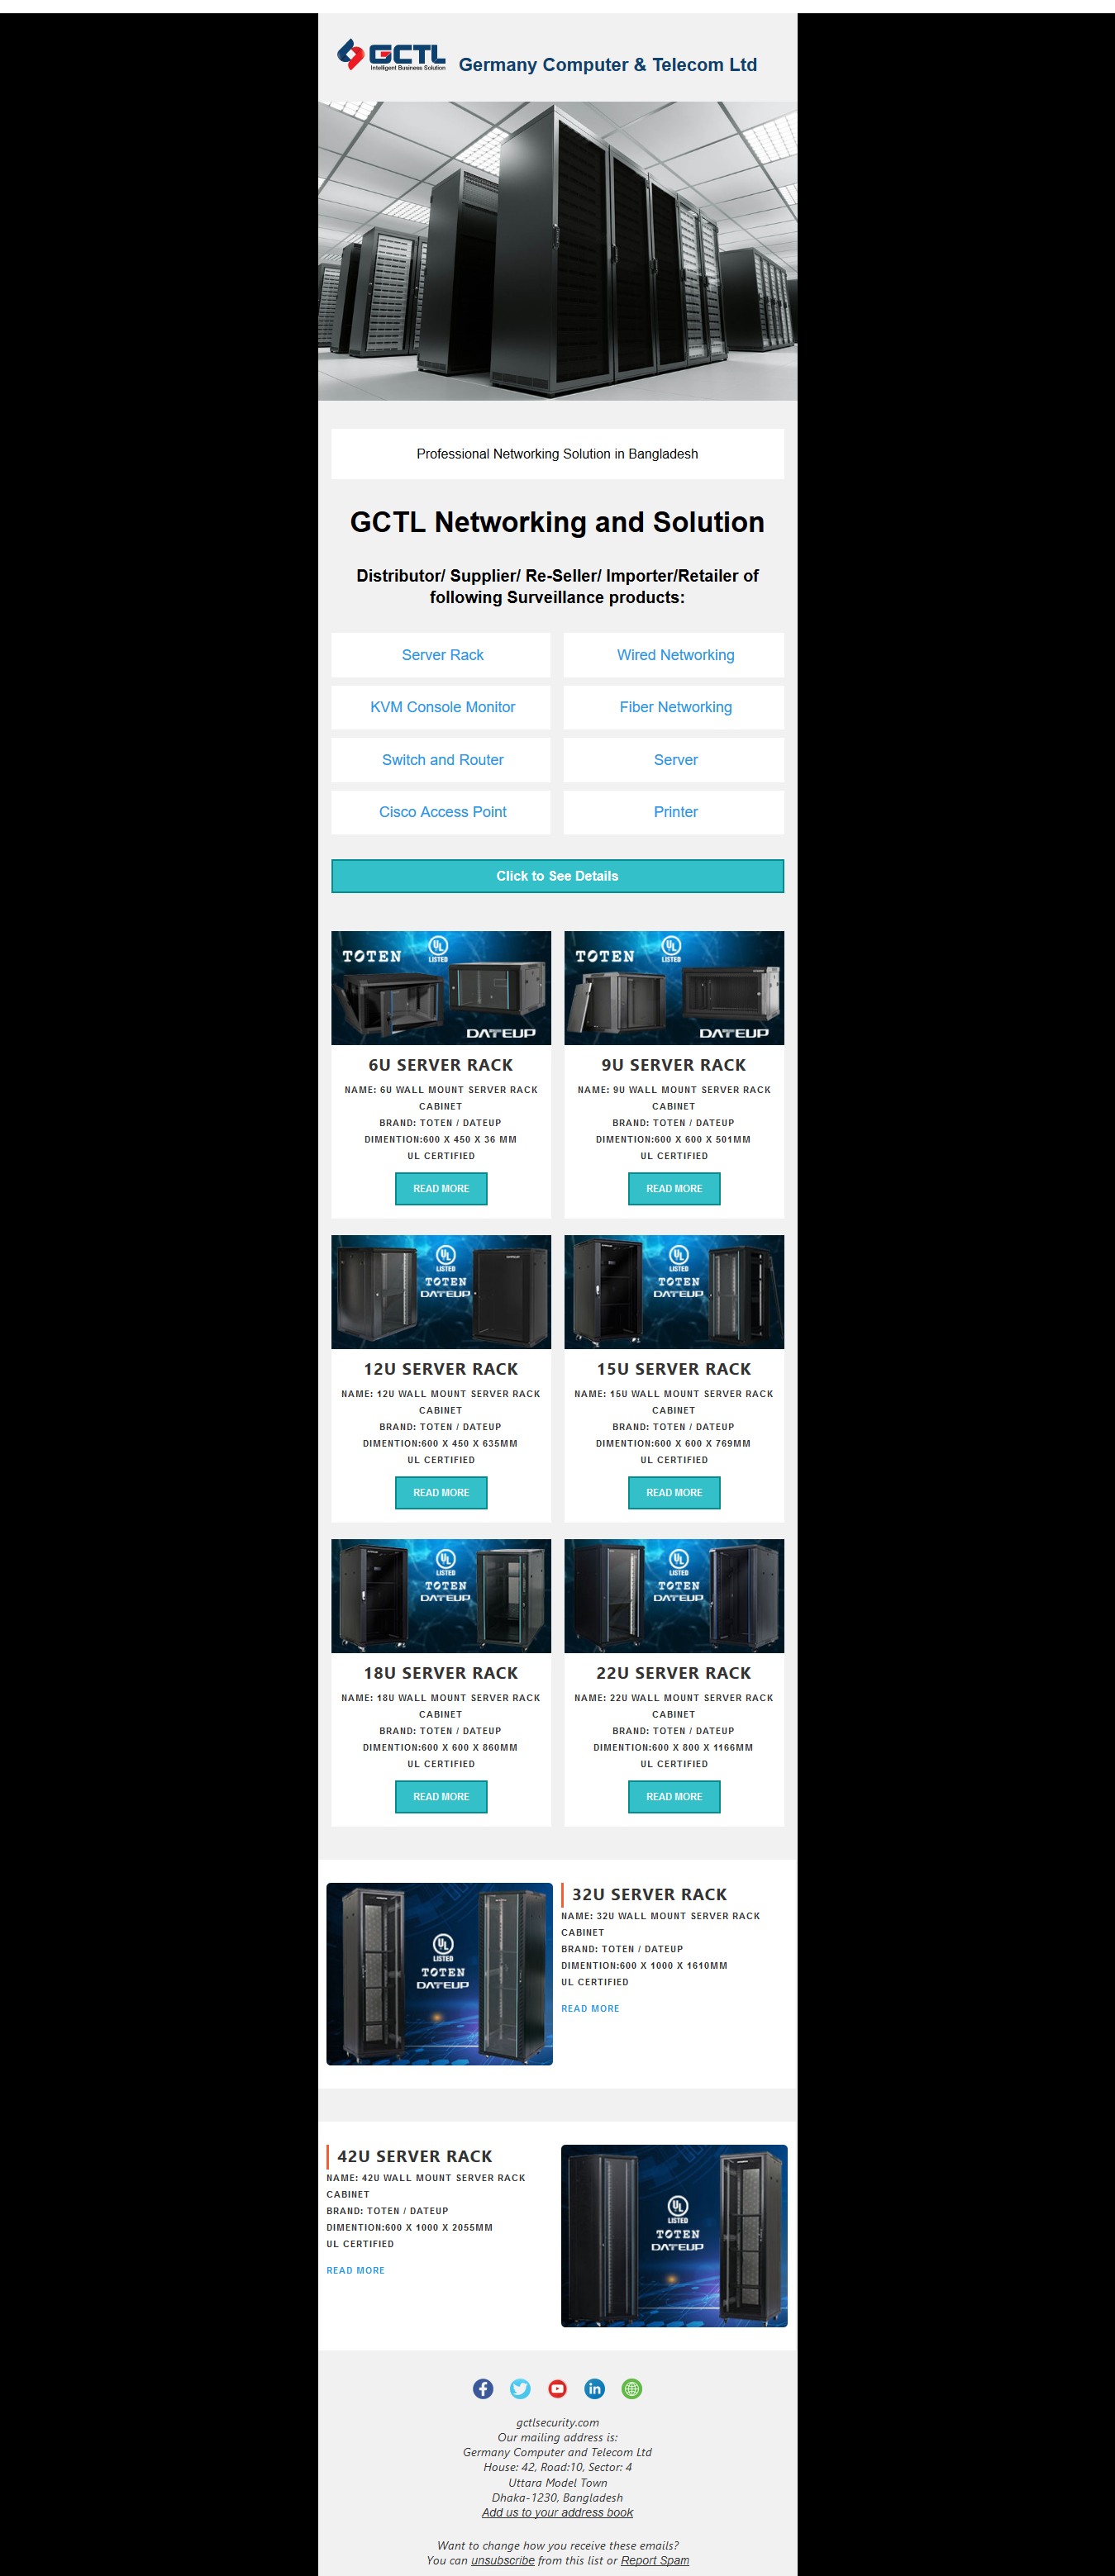 GCTL
Intelligent Business Solution
Germany Computer & Telecom Ltd
Professional Networking Solution in Bangladesh
GCTL Networking and Solution
Distributor/ Supplier/ Re-Seller/ Importer/Retailer of
following Surveillance products:
Server Rack
Wired Networking
KVM Console Monitor
Fiber Networking
Switch and Router
Server
Cisco Access Point
Printer
Click to See Details
TOTEN
UL
LISTED
DATEUP
TOTEN
UL
LISTED
DATEUP
6U SERVER RACK
NAME: 6U WALL MOUNT SERVER RACK
CABINET
BRAND: TOTEN / DATEUP
DIMENTION:600 X 450 X 36 MM
UL CERTIFIED
READ MORE
9U SERVER RACK
NAME: 9U WALL MOUNT SERVER RACK
CABINET
BRAND: TOTEN / DATEUP
DIMENTION:600 X 600 X 501MM
UL CERTIFIED
READ MORE
UL
LISTED
TOTEN
DATEUP
UL
LISTED
TOTEN
DATEUP
12U SERVER RACK
NAME: 12U WALL MOUNT SERVER RACK
CABINET
BRAND: TOTEN / DATEUP
DIMENTION:600 X 450 X 635MM
UL CERTIFIED
READ MORE
15U SERVER RACK
NAME: 15U WALL MOUNT SERVER RACK
CABINET
BRAND: TOTEN / DATEUP
DIMENTION:600 X 600 X 769MM
UL CERTIFIED
READ MORE
UL
LISTED
TOTEN
DATEUP
UL
LISTED
TOTEN
DATEUP
18U SERVER RACK
NAME: 18U WALL MOUNT SERVER RACK
CABINET
BRAND: TOTEN / DATEUP
DIMENTION:600 X 600 X 860MM
UL CERTIFIED
READ MORE
22U SERVER RACK
NAME: 22U WALL MOUNT SERVER RACK
CABINET
BRAND: TOTEN / DATEUP
DIMENTION:600 X 800 X 1166MM
UL CERTIFIED
READ MORE
UL
LISTED
TOTEN
DATEUP
32U SERVER RACK
NAME: 32U WALL MOUNT SERVER RACK
CABINET
BRAND: TOTEN / DATEUP
DIMENTION:600 X 1000 X 1610MM
UL CERTIFIED
READ MORE
42U SERVER RACK
NAME: 42U WALL MOUNT SERVER RACK
CABINET
BRAND: TOTEN / DATEUP
DIMENTION:600 X 1000 X 2055MM
UL CERTIFIED
READ MORE
UL
LISTED
TOTEN
DATEUP
gctlsecurity.com
Our mailing address is:
Germany Computer and Telecom Ltd
House: 42, Road:10, Sector: 4
Uttara Model Town
Dhaka-1230, Bangladesh
Add us to your address book
Want to change how you receive these emails?
You can unsubscribe from this list or Report Spam